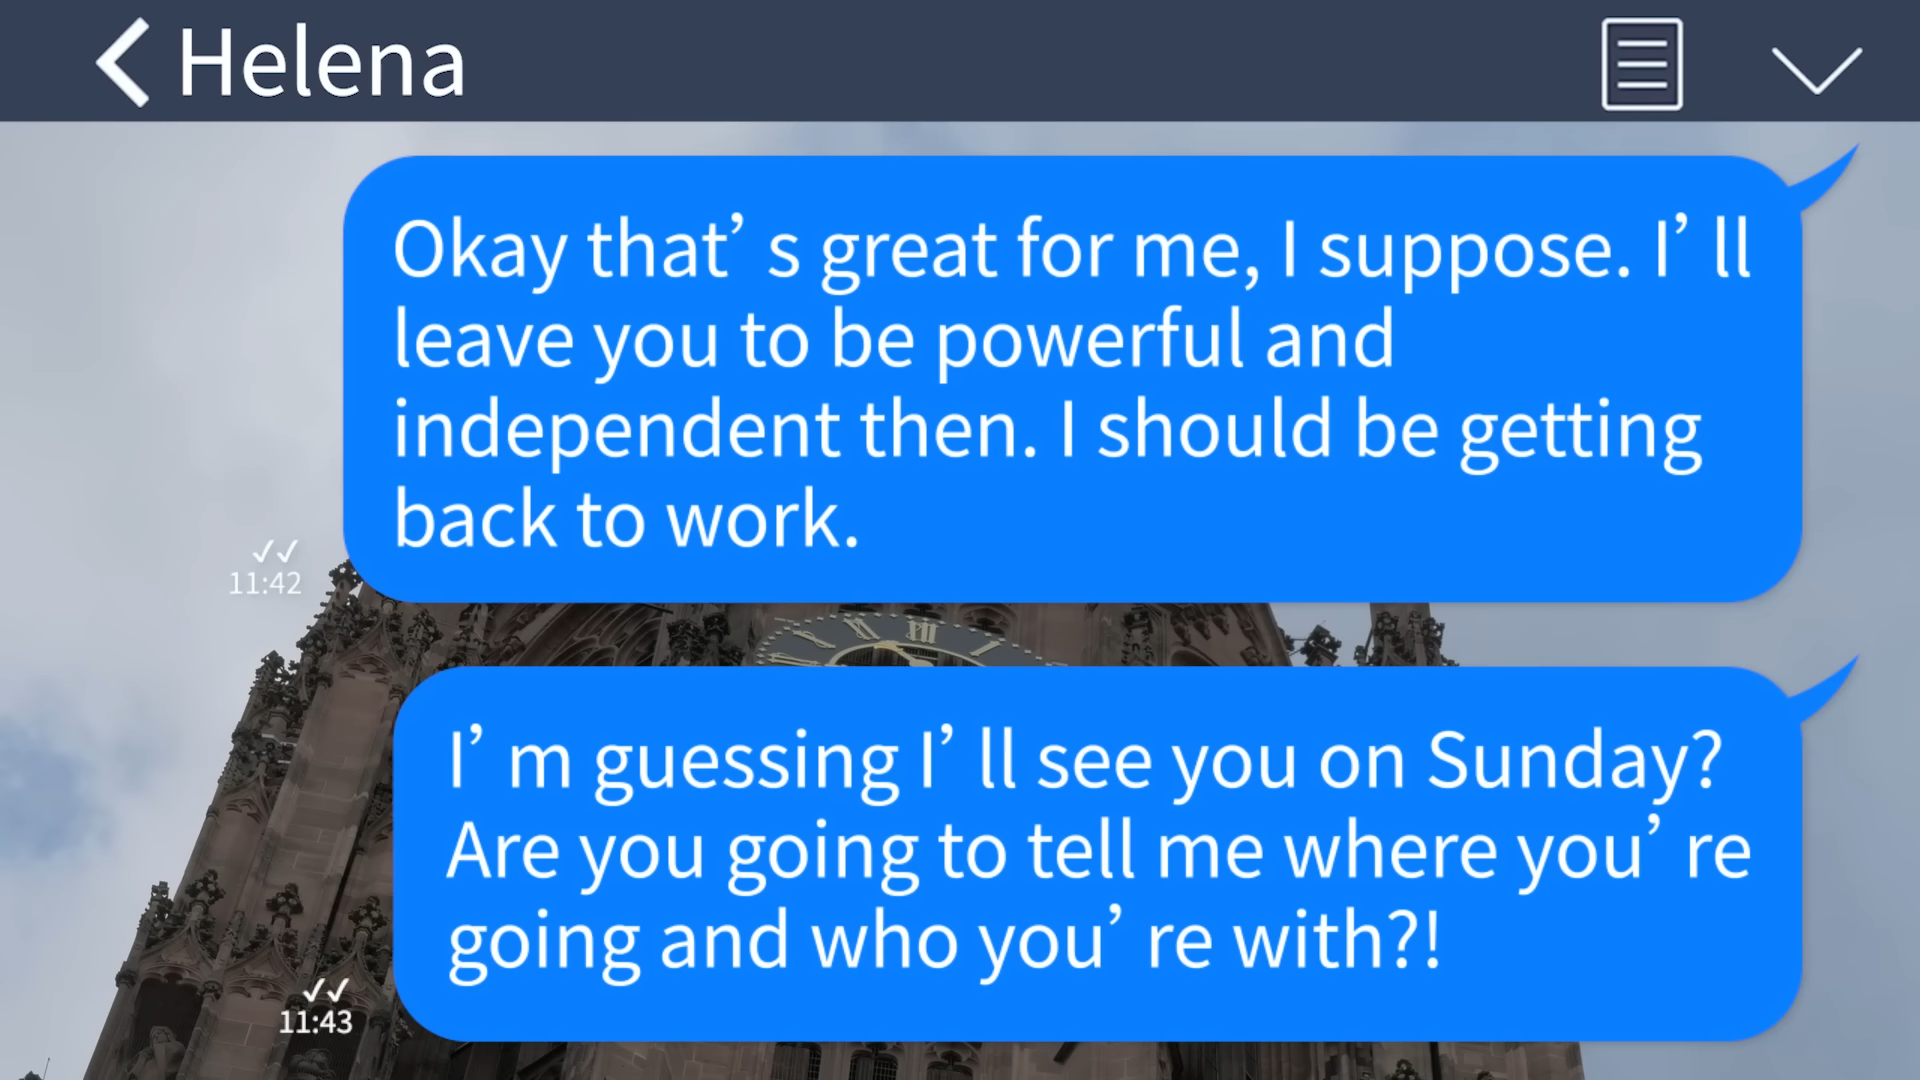 Helena
Okay that’s great for me, I suppose. I’ll
leave you to be powerful and
independent then. I should be getting
back to work.
11:42
I’m guessing I’ll see you on Sunday?
Are you going to tell me where you’re
going and who you’re with?!
11:43